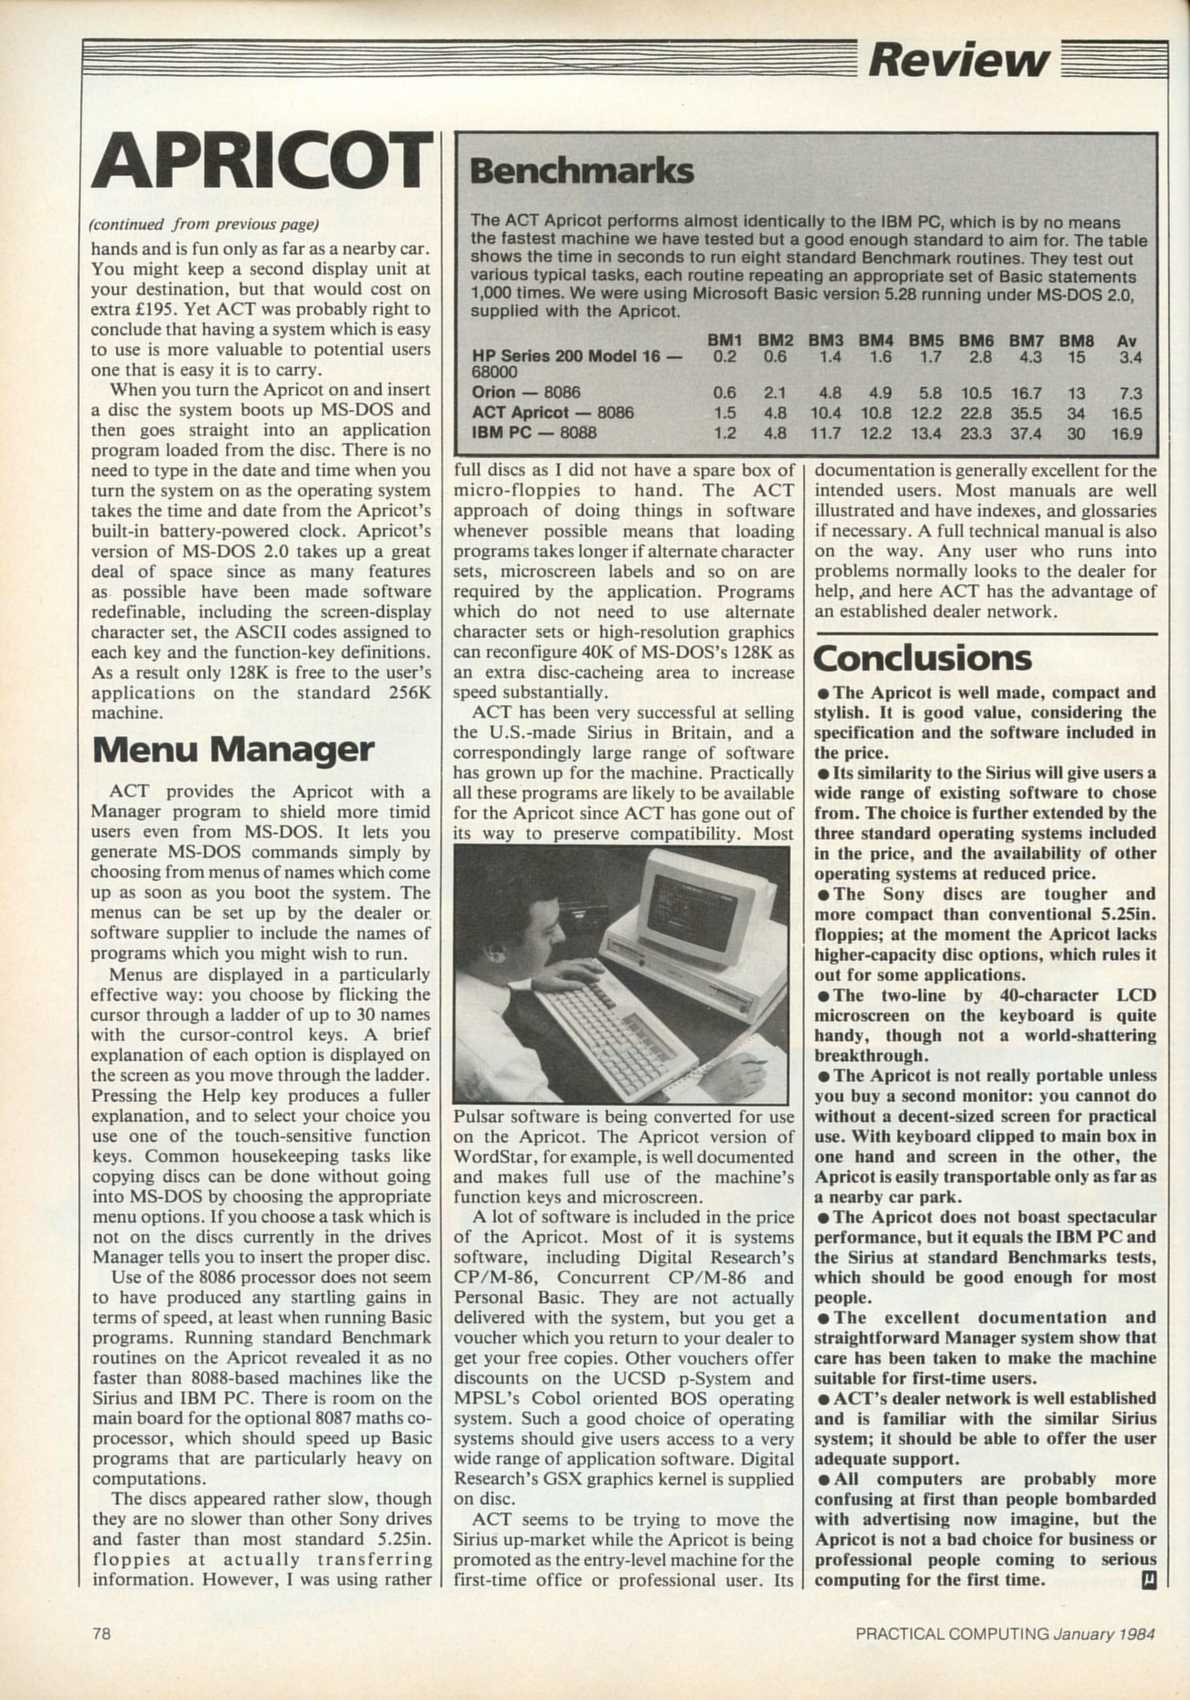 Review
APRICOT
(continued from previous page)
hands and is fun only as far as a nearby car.
You might keep a second display unit at
your destination, but that would cost on
extra £195. Yet ACT was probably right to
conclude that having a system which is easy
to use is more valuable to potential users
one that is easy it is to carry.
When you turn the Apricot on and insert
a disc the system boots up MS-DOS and
then goes straight into an application
program loaded from the disc. There is no
need to type in the date and time when you
turn the system on as the operating system
takes the time and date from the Apricot's
built-in battery-powered clock. Apricot's
version of MS-DOS 2.0 takes up a great
deal of space since as many features
as possible have been made software
redefinable, including the screen-display
character set, the ASCII codes assigned to
each key and the function-key definitions.
As a result only 128K is free to the user's
applications on the standard 256K
machine.
Menu Manager
ACT provides the Apricot with a
Manager program to shield more timid
users even from MS-DOS. It lets you
generate MS-DOS commands simply by
choosing from menus of names which come
up as soon as you boot the system. The
menus can be set up by the dealer or
software supplier to include the names of
programs which you might wish to run.
Menus are displayed in a particularly
effective way: you choose by flicking the
cursor through a ladder of up to 30 names
with the cursor-control keys. A brief
explanation of each option is displayed on
the screen as you move through the ladder.
Pressing the Help key produces a fuller
explanation, and to select your choice you
use one of the touch-sensitive function
keys. Common housekeeping tasks like
copying discs can be done without going
into MS-DOS by choosing the appropriate
menu options. If you choose a task which is
not on the discs currently in the drives
Manager tells you to insert the proper disc.
Use of the 8086 processor does not seem
to have produced any startling gains in
terms of speed, at least when running Basic
programs. Running standard Benchmark
routines on the Apricot revealed it as no
faster than 8088-based machines like the
Sirius and IBM PC. There is room on the
main board for the optional 8087 maths co-
processor, which should speed up Basic
programs that are particularly heavy on
computations.
The discs appeared rather slow, though
they are no slower than other Sony drives
and faster than most standard 5.25in.
floppies at actually transferring
information. However, I was using rather
Benchmarks
The ACT Apricot performs almost identically to the IBM PC, which is by no means
the fastest machine we have tested but a good enough standard to aim for. The table
shows the time in seconds to run eight standard Benchmark routines. They test out
various typical tasks, each routine repeating an appropriate set of Basic statements
1,000 times. We were using Microsoft Basic version 5.28 running under MS-DOS 2.0,
supplied with the Apricot.
BM1 BM2 BM3 BM4 BM5 BM6 BM7 BM8 Av
HP Series 200 Model 16 — 0.2 0.6 1.4 1.6 1.7 2.8 4.3 15 3.4
68000
Orion — 8086 0.6 2.1 4.8 4.9 5.8 10.5 16.7 13 7.3
ACT Apricot — 8086 1.5 4.8 10.4 10.8 12.2 22.8 35.5 34 16.5
IBM PC — 8088 1.2 4.8 11.7 12.2 13.4 23.3 37.4 30 16.9
full discs as I did not have a spare box of
micro-floppies to hand. The ACT
approach of doing things in software
whenever possible means that loading
programs takes longer if alternate character
sets, microscreen labels and so on are
required by the application. Programs
which do not need to use alternate
character sets or high-resolution graphics
can reconfigure 40K of MS-DOS's 128K as
an extra disc-cacheing area to increase
speed substantially.
ACT has been very successful at selling
the U.S.-made Sirius in Britain, and a
correspondingly large range of software
has grown up for the machine. Practically
all these programs are likely to be available
for the Apricot since ACT has gone out of
its way to preserve compatibility. Most
Pulsar software is being converted for use
on the Apricot. The Apricot version of
WordStar, for example, is well documented
and makes full use of the machine's
function keys and microscreen.
A lot of software is included in the price
of the Apricot. Most of it is systems
software, including Digital Research's
CP/M-86, Concurrent CP/M-86 and
Personal Basic. They are not actually
delivered with the system, but you get a
voucher which you return to your dealer to
get your free copies. Other vouchers offer
discounts on the UCSD p-System and
MPSL's Cobol oriented BOS operating
system. Such a good choice of operating
systems should give users access to a very
wide range of application software. Digital
Research's GSX graphics kernel is supplied
on disc.
ACT seems to be trying to move the
Sirius up-market while the Apricot is being
promoted as the entry-level machine for the
first-time office or professional user. Its
documentation is generally excellent for the
intended users. Most manuals are well
illustrated and have indexes, and glossaries
if necessary. A full technical manual is also
on the way. Any user who runs into
problems normally looks to the dealer for
help, and here ACT has the advantage of
an established dealer network.
Conclusions
● The Apricot is well made, compact and
stylish. It is good value, considering the
specification and the software included in
the price.
● Its similarity to the Sirius will give users a
wide range of existing software to chose
from. The choice is further extended by the
three standard operating systems included
in the price, and the availability of other
operating systems at reduced price.
● The Sony discs are tougher and
more compact than conventional 5.25in.
floppies; at the moment the Apricot lacks
higher-capacity disc options, which rules it
out for some applications.
● The two-line by 40-character LCD
microscreen on the keyboard is quite
handy, though not a world-shattering
breakthrough.
● The Apricot is not really portable unless
you buy a second monitor: you cannot do
without a decent-sized screen for practical
use. With keyboard clipped to main box in
one hand and screen in the other, the
Apricot is easily transportable only as far as
a nearby car park.
● The Apricot does not boast spectacular
performance, but it equals the IBM PC and
the Sirius at standard Benchmarks tests,
which should be good enough for most
people.
● The excellent documentation and
straightforward Manager system show that
care has been taken to make the machine
suitable for first-time users.
● ACT's dealer network is well established
and is familiar with the similar Sirius
system; it should be able to offer the user
adequate support.
● All computers are probably more
confusing at first than people bombarded
with advertising now imagine, but the
Apricot is not a bad choice for business or
professional people coming to serious
computing for the first time. μ
78
PRACTICAL COMPUTING January 1984